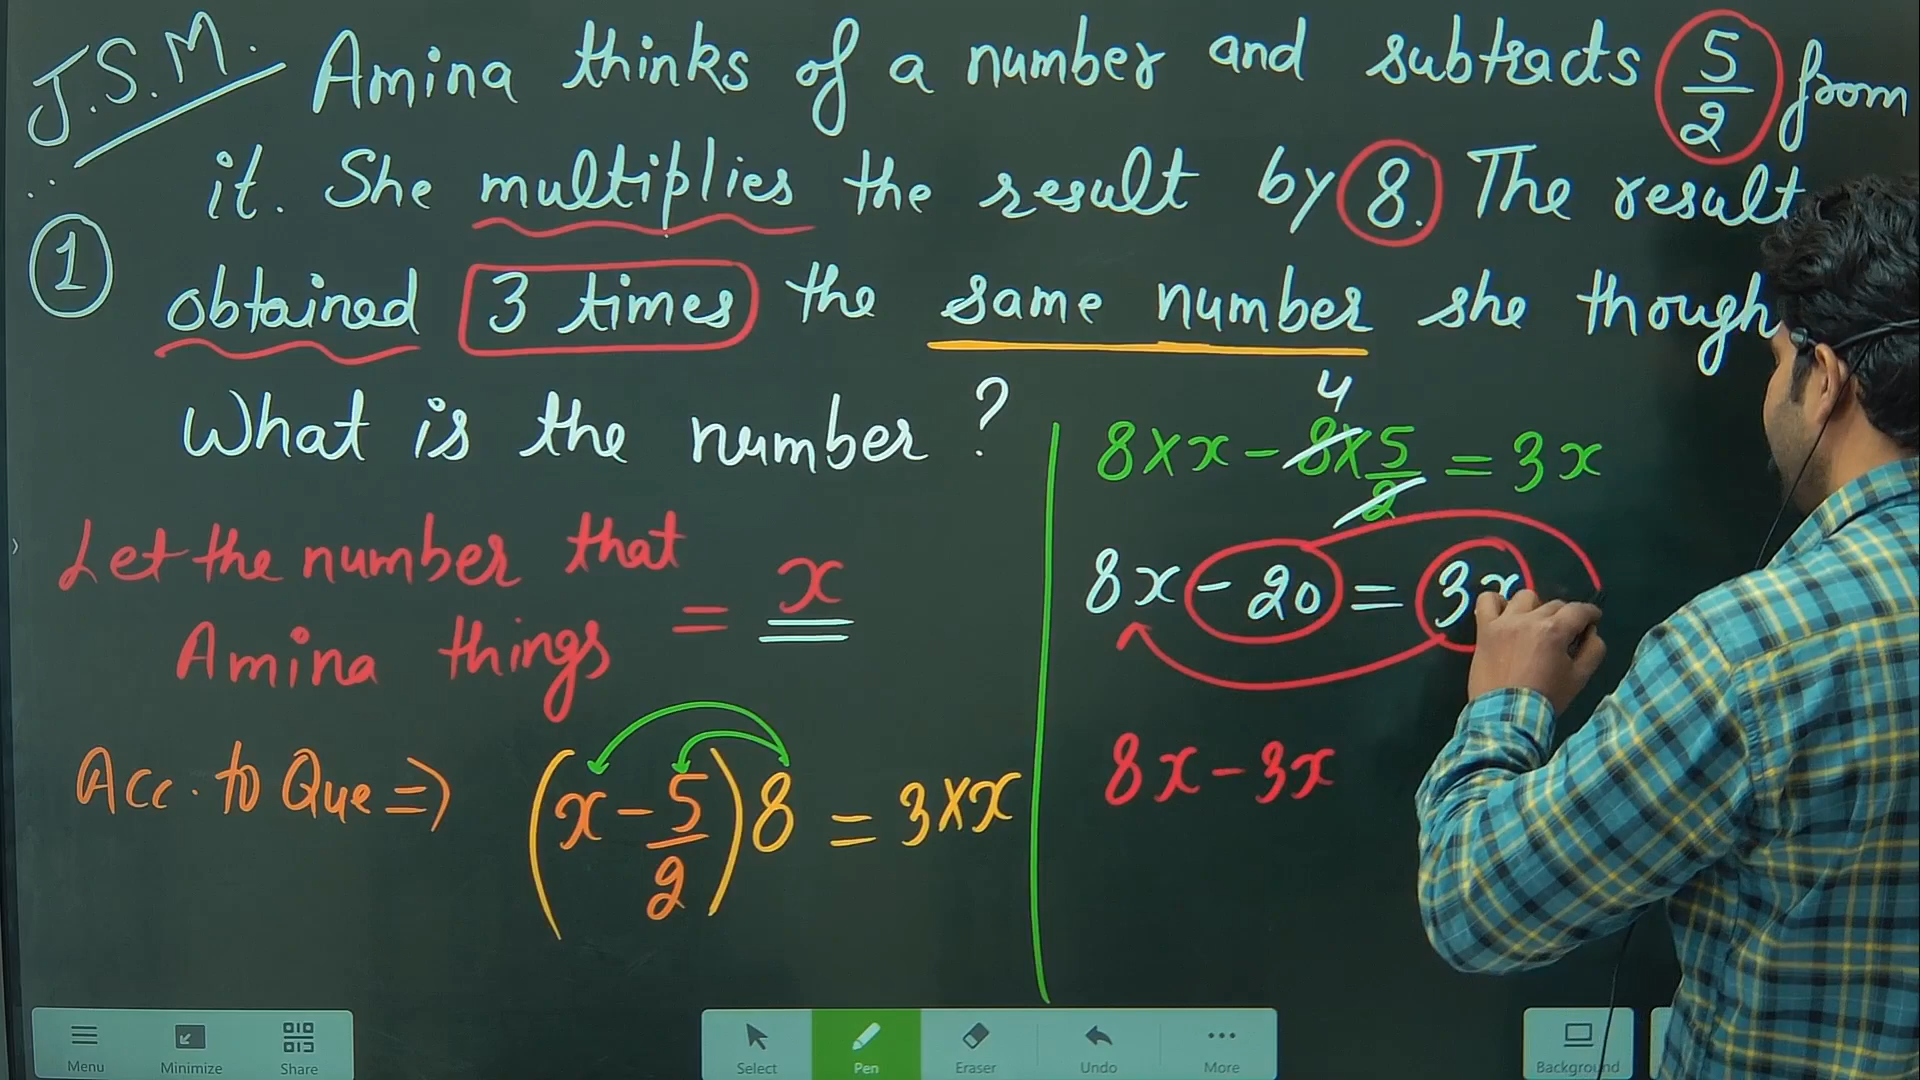 J.S.M. Amina thinks of a number and subtracts 5/2 from
it. She multiplies the result by 8. The result
① obtained 3 times the same number she though
What is the number ?
Let the number that
Amina things = x
Acc. to Que => (x - 5/2) 8 = 3 × x
4
8 × x - 8 × 5/2 = 3x
8x - 20 = 3x
8x - 3x
Menu Minimize Share Select Pen Eraser Undo More Background